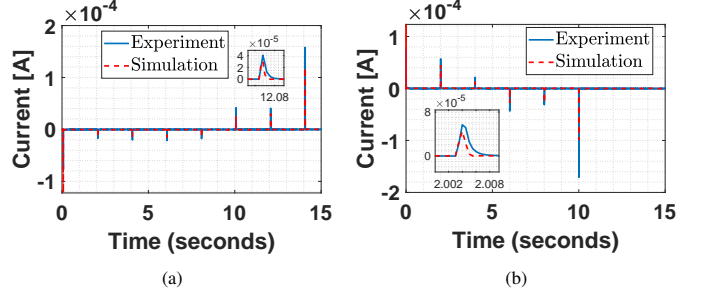 ×10⁻⁴
2
1
0
-1
Current [A]
Experiment
Simulation
×10⁻⁵
4
2
0
12.08
0 5 10 15
Time (seconds)
(a)
×10⁻⁴
1
0
-1
-2
Current [A]
Experiment
Simulation
×10⁻⁵
8
0
2.002 2.008
0 5 10 15
Time (seconds)
(b)